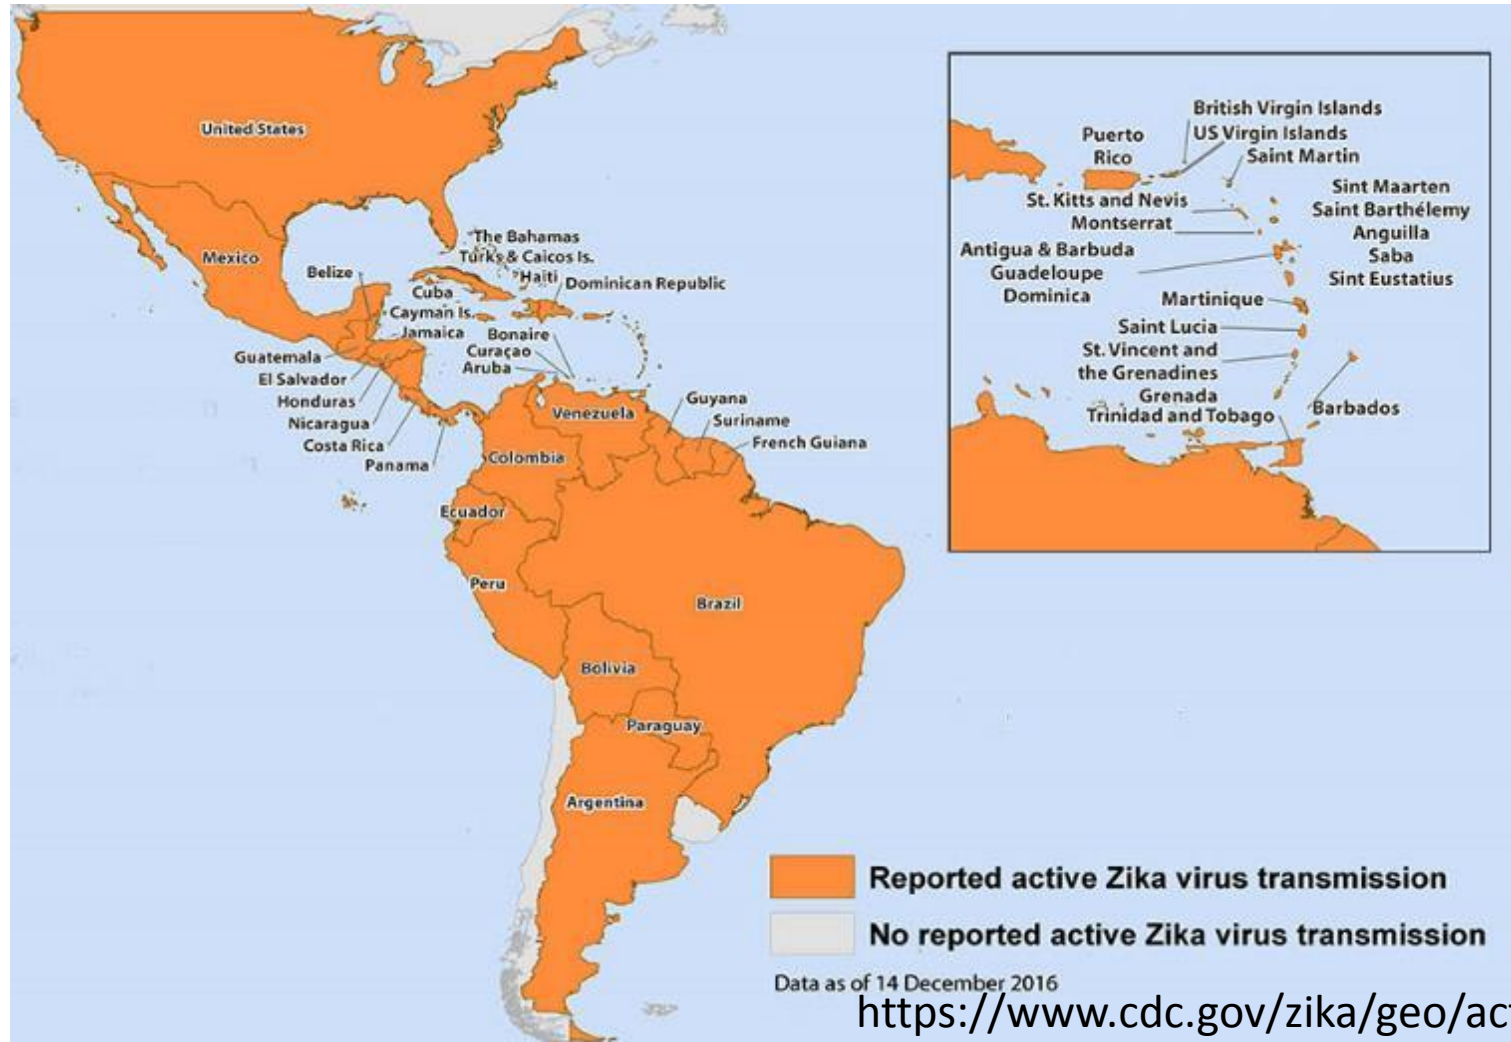 United States
Mexico
Belize
The Bahamas
Turks & Caicos Is.
Haiti
Dominican Republic
Cuba
Cayman Is.
Jamaica
Bonaire
Curaçao
Aruba
Guatemala
El Salvador
Honduras
Nicaragua
Costa Rica
Panama
Venezuela
Guyana
Suriname
French Guiana
Colombia
Ecuador
Peru
Brazil
Bolivia
Paraguay
Argentina
British Virgin Islands
US Virgin Islands
Puerto
Rico
Saint Martin
St. Kitts and Nevis
Montserrat
Sint Maarten
Saint Barthélemy
Anguilla
Saba
Sint Eustatius
Antigua & Barbuda
Guadeloupe
Dominica
Martinique
Saint Lucia
St. Vincent and
the Grenadines
Grenada
Trinidad and Tobago
Barbados
Reported active Zika virus transmission
No reported active Zika virus transmission
Data as of 14 December 2016
https://www.cdc.gov/zika/geo/act